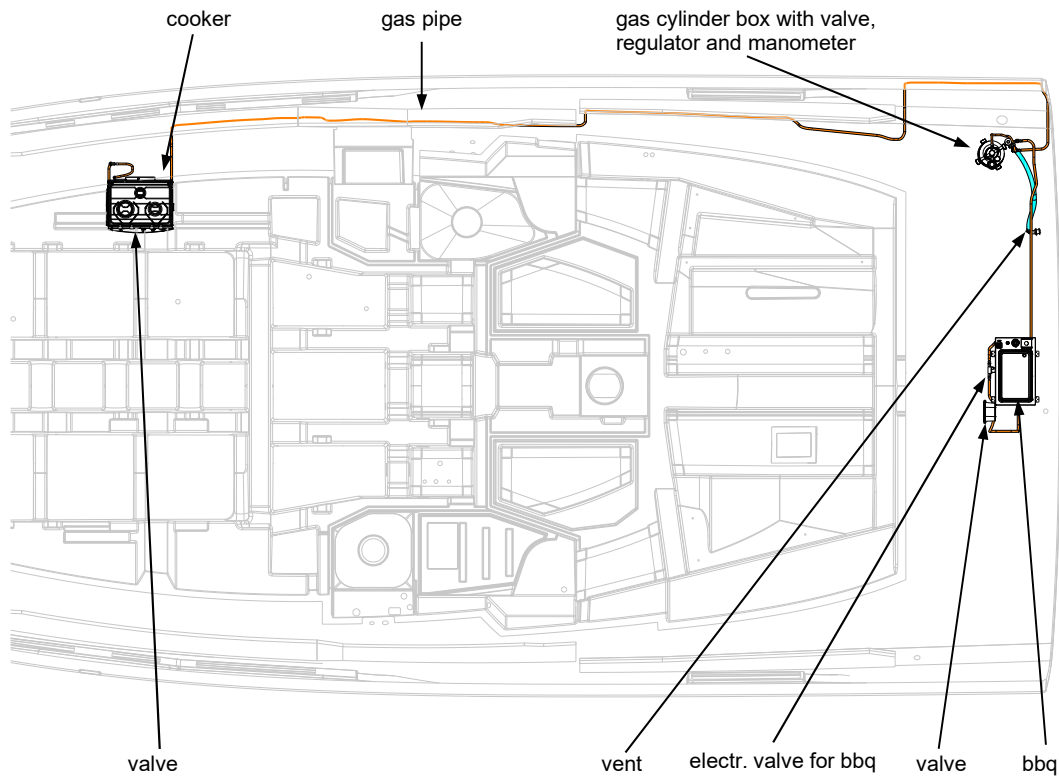 cooker
gas pipe
gas cylinder box with valve,
regulator and manometer
valve
vent
electr. valve for bbq
valve
bbq